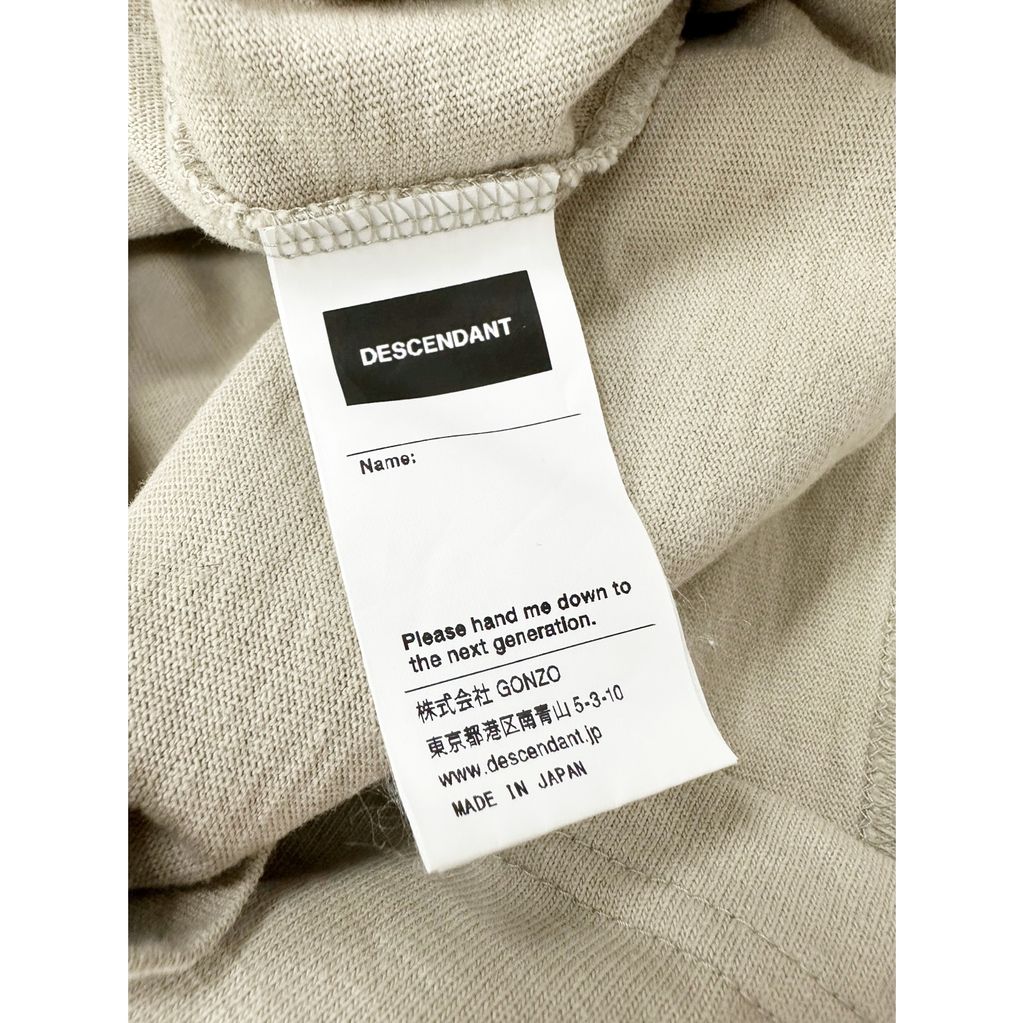 DESCENDANT
Name:
Please hand me down to
the next generation.
株式会社 GONZO
東京都港区南青山 5-3-10
www.descendant.jp
MADE IN JAPAN